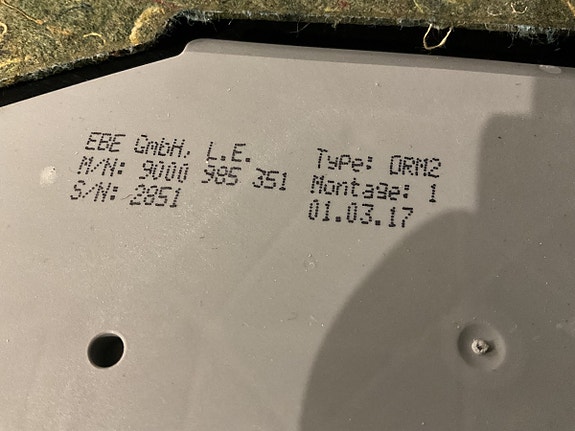 EBE GmbH, L.E.
M/N: 9000 985 351
S/N: 2851
Type: DRM2
Montage: 1
01.03.17